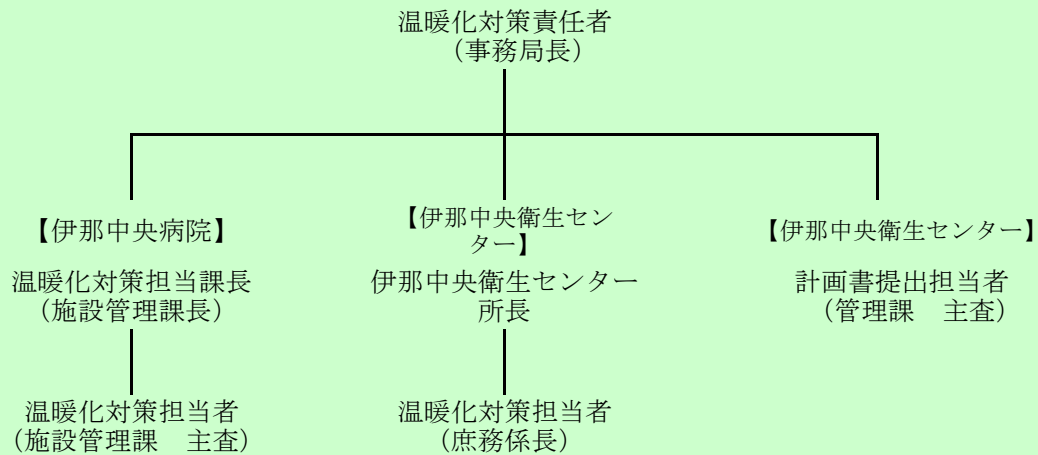 温暖化対策責任者
（事務局長）
【伊那中央病院】
温暖化対策担当課長
（施設管理課長）
温暖化対策担当者
（施設管理課　主査）
【伊那中央衛生セン
ター】
伊那中央衛生センター
所長
温暖化対策担当者
（庶務係長）
【伊那中央衛生センター】
計画書提出担当者
（管理課　主査）